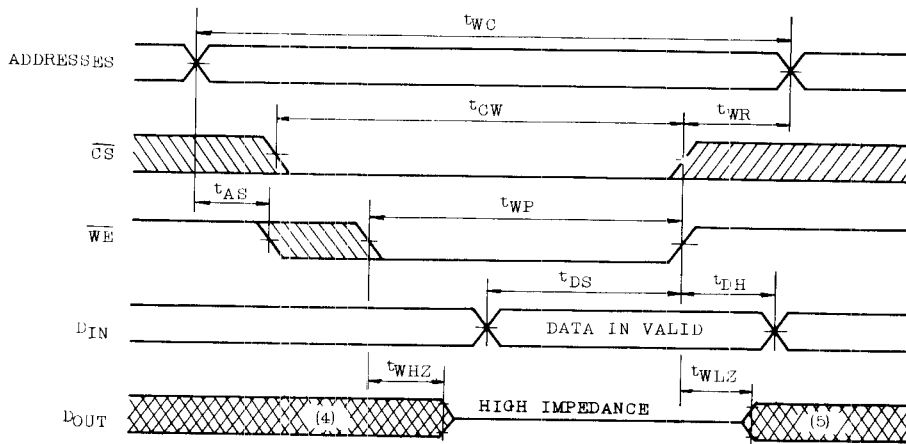 tWC
ADDRESSES
tCW
tWR
CS
tAS
tWP
WE
tDS
tDH
DIN
DATA IN VALID
tWHZ
tWLZ
DOUT
(4)
HIGH IMPEDANCE
(5)